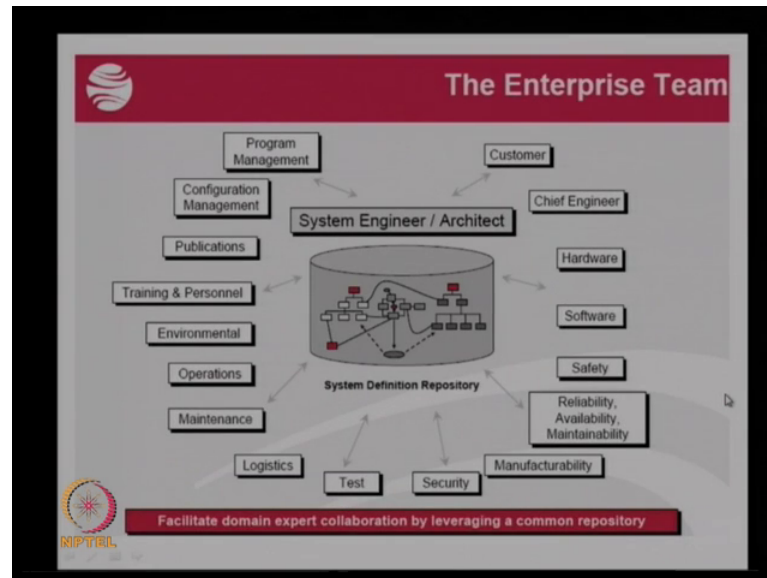 The Enterprise Team
Program
Management
Customer
Configuration
Management
Chief Engineer
System Engineer / Architect
Publications
Hardware
Training & Personnel
Software
Environmental
Operations
Safety
System Definition Repository
Maintenance
Reliability,
Availability,
Maintainability
Logistics
Test
Security
Manufacturability
Facilitate domain expert collaboration by leveraging a common repository
NPTEL